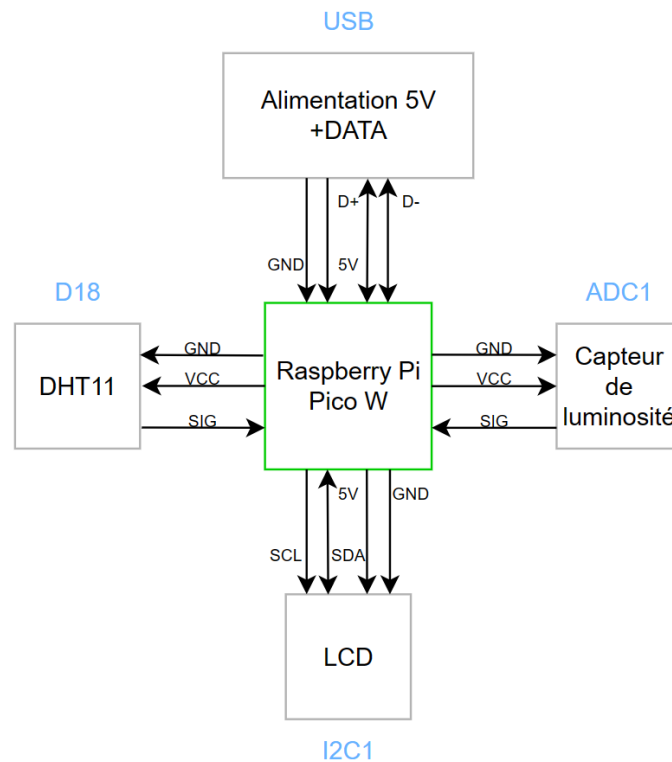 USB
Alimentation 5V
+DATA
D+
D-
GND
5V
D18
ADC1
DHT11
GND
VCC
SIG
Raspberry Pi
Pico W
GND
VCC
SIG
Capteur
de
luminosité
5V
GND
SCL
SDA
LCD
I2C1